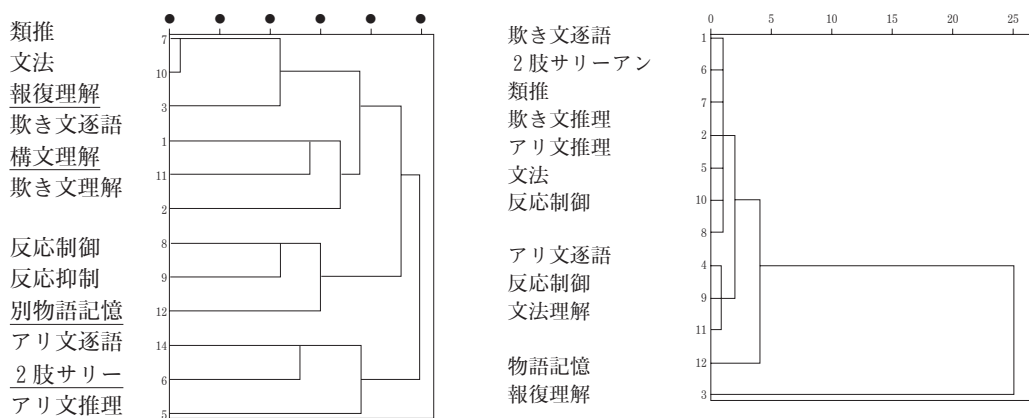 類推
文法
報復理解
欺き文逐語
構文理解
欺き文理解
反応制御
反応抑制
別物語記憶
アリ文逐語
2肢サリー
アリ文推理
7
10
3
1
11
2
8
9
12
14
6
5
欺き文逐語
2肢サリーアン
類推
欺き文推理
アリ文推理
文法
反応制御
アリ文逐語
反応制御
文法理解
物語記憶
報復理解
0 5 10 15 20 25
1
6
7
2
5
10
8
4
9
11
12
3